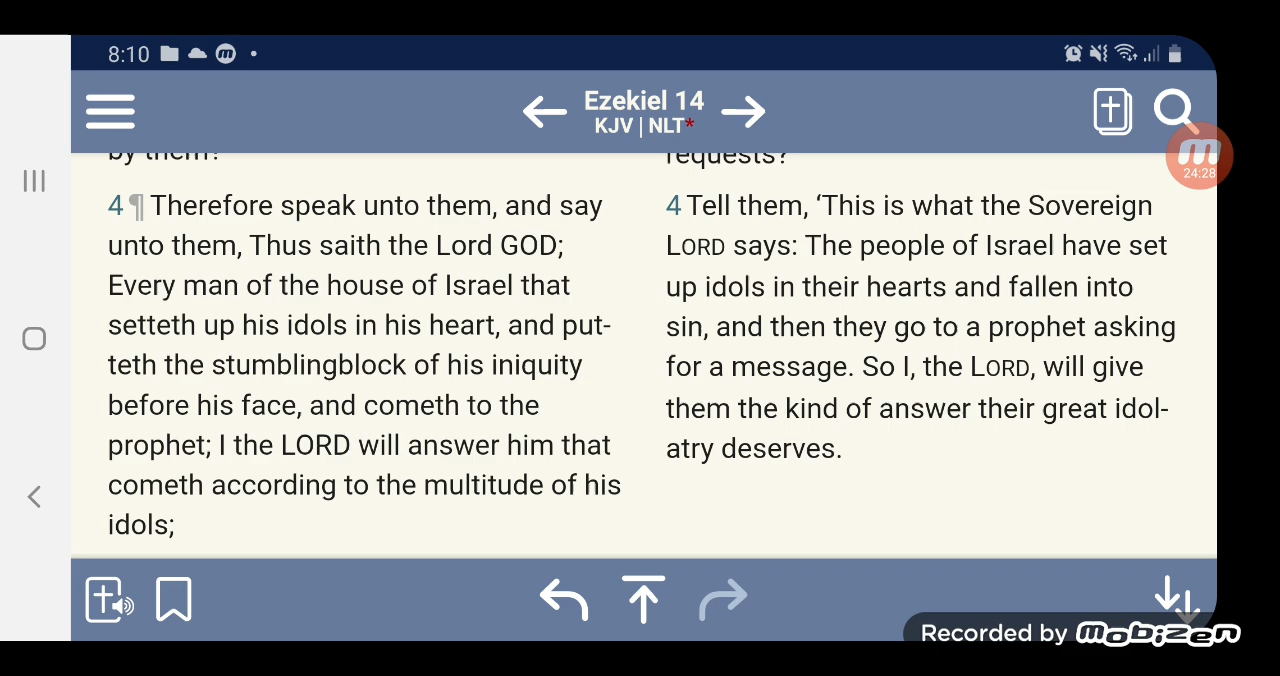 8:10
Ezekiel 14
KJV | NLT*
24:28
by them?
4 ¶ Therefore speak unto them, and say
unto them, Thus saith the Lord GOD;
Every man of the house of Israel that
setteth up his idols in his heart, and put-
teth the stumblingblock of his iniquity
before his face, and cometh to the
prophet; I the LORD will answer him that
cometh according to the multitude of his
idols;
requests?
4 Tell them, ‘This is what the Sovereign
LORD says: The people of Israel have set
up idols in their hearts and fallen into
sin, and then they go to a prophet asking
for a message. So I, the LORD, will give
them the kind of answer their great idol-
atry deserves.
Recorded by mobizen